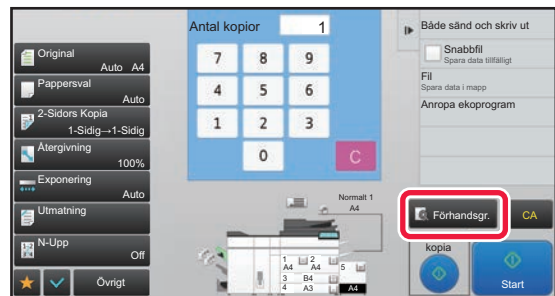 Original
Auto A4
Pappersval
Auto
2-Sidors Kopia
1-Sidig→1-Sidig
Återgivning
100%
Exponering
Auto
Utmatning
N-Upp
Off
Övrigt
Antal kopior 1
7 8 9
4 5 6
1 2 3
0 C
Normalt 1
A4
1 2 5
A4 A4
3 B4
4 A3 A4
Både sänd och skriv ut
Snabbfil
Spara data tillfälligt
Fil
Spara data i mapp
Anropa ekoprogram
Förhandsgr. CA
kopia
Start